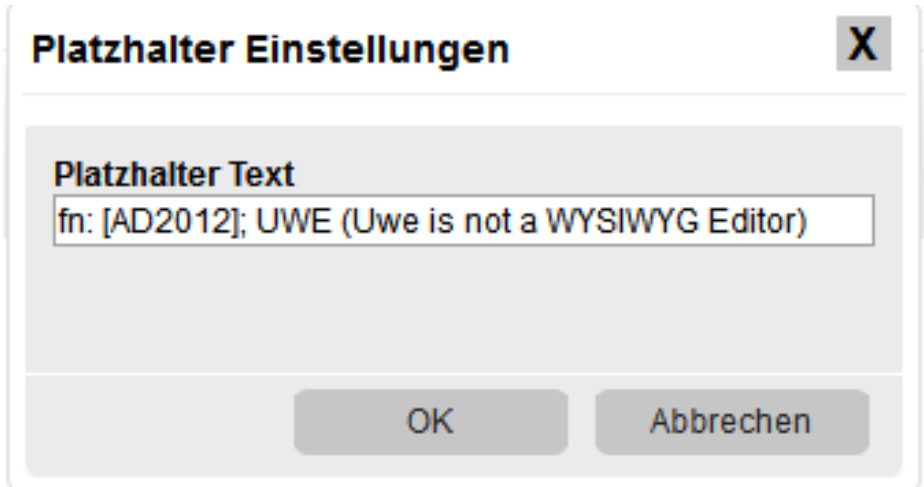 Platzhalter Einstellungen X
Platzhalter Text
fn: [AD2012]; UWE (Uwe is not a WYSIWYG Editor)
OK Abbrechen